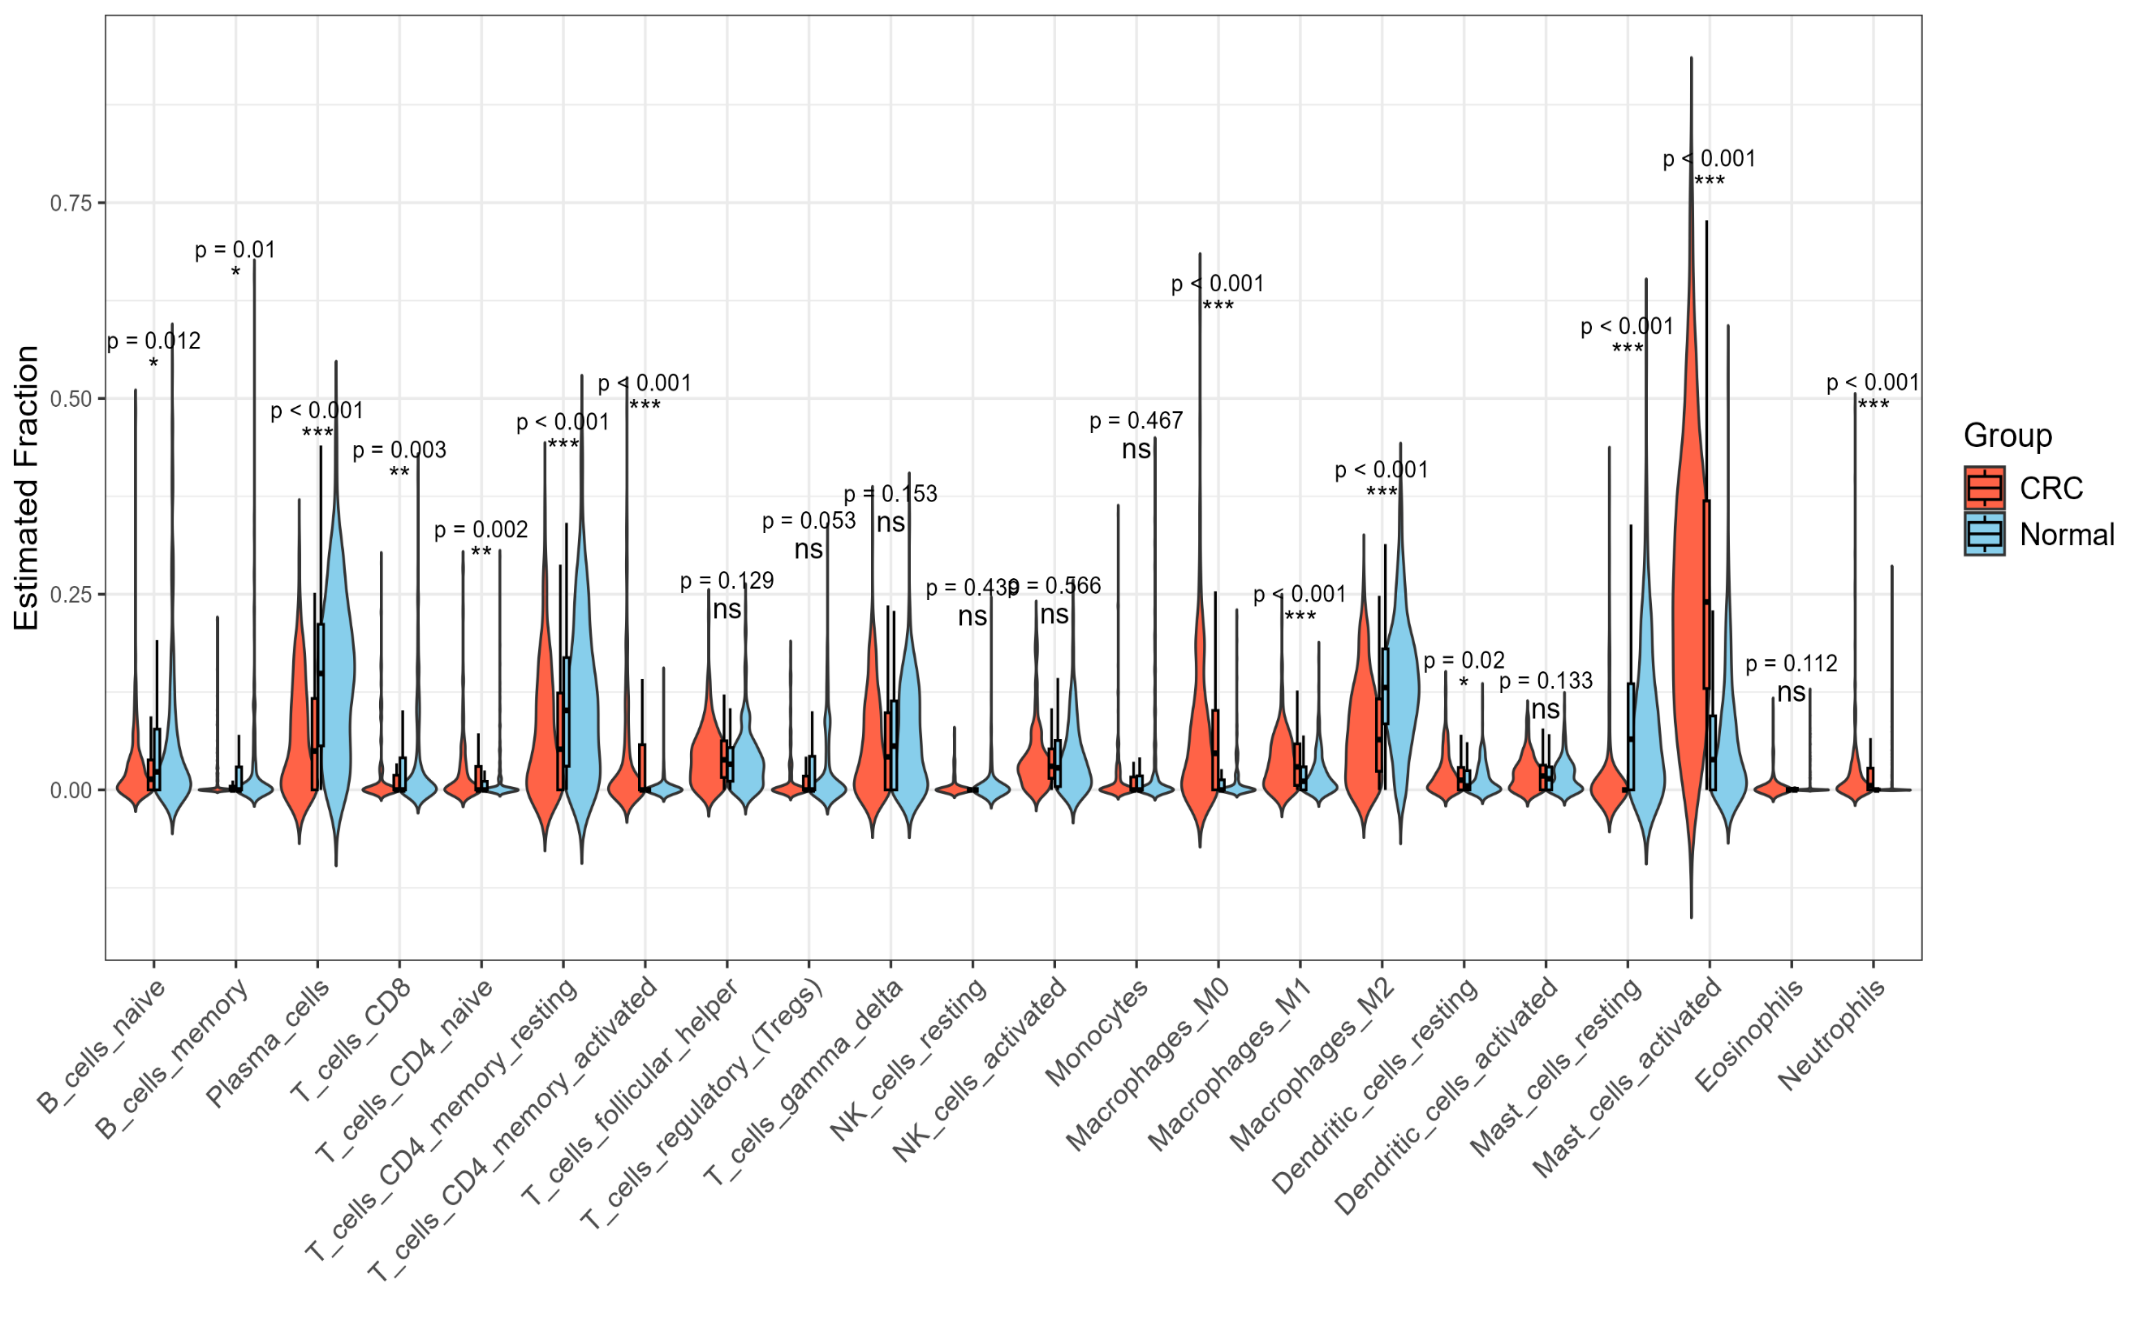 Estimated Fraction
0.75
0.50
0.25
0.00
p = 0.012
*
p = 0.01
*
p < 0.001
***
p = 0.003
**
p = 0.002
**
p < 0.001
***
p < 0.001
***
p = 0.129
ns
p = 0.053
ns
p = 0.153
ns
p = 0.439
ns
p = 0.566
ns
p = 0.467
ns
p < 0.001
***
p < 0.001
***
p < 0.001
***
p = 0.02
*
p = 0.133
ns
p < 0.001
***
p < 0.001
***
p = 0.112
ns
p < 0.001
***
B_cells_naive
B_cells_memory
Plasma_cells
T_cells_CD8
T_cells_CD4_naive
T_cells_CD4_memory_resting
T_cells_CD4_memory_activated
T_cells_follicular_helper
T_cells_regulatory_(Tregs)
T_cells_gamma_delta
NK_cells_resting
NK_cells_activated
Monocytes
Macrophages_M0
Macrophages_M1
Macrophages_M2
Dendritic_cells_resting
Dendritic_cells_activated
Mast_cells_resting
Mast_cells_activated
Eosinophils
Neutrophils
Group
CRC
Normal